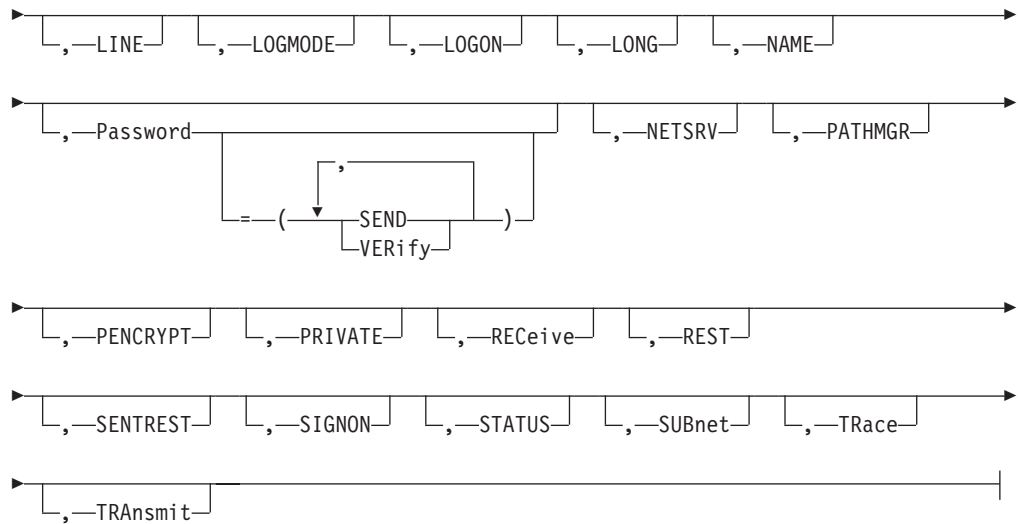 , LINE , LOGMODE , LOGON , LONG , NAME
, Password , NETSRV , PATHMGR
,
= ( SEND )
VERify
, PENCRYPT , PRIVATE , RECeive , REST
, SENTREST , SIGNON , STATUS , SUBnet , TRace
, TRAnsmit